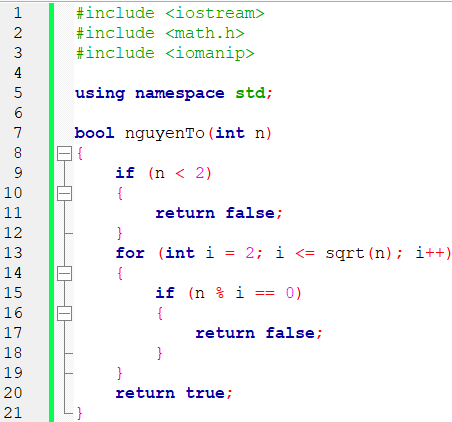 1 #include <iostream>
2 #include <math.h>
3 #include <iomanip>
4
5 using namespace std;
6
7 bool nguyenTo(int n)
8 {
9     if (n < 2)
10     {
11         return false;
12     }
13     for (int i = 2; i <= sqrt(n); i++)
14     {
15         if (n % i == 0)
16         {
17             return false;
18         }
19     }
20     return true;
21 }